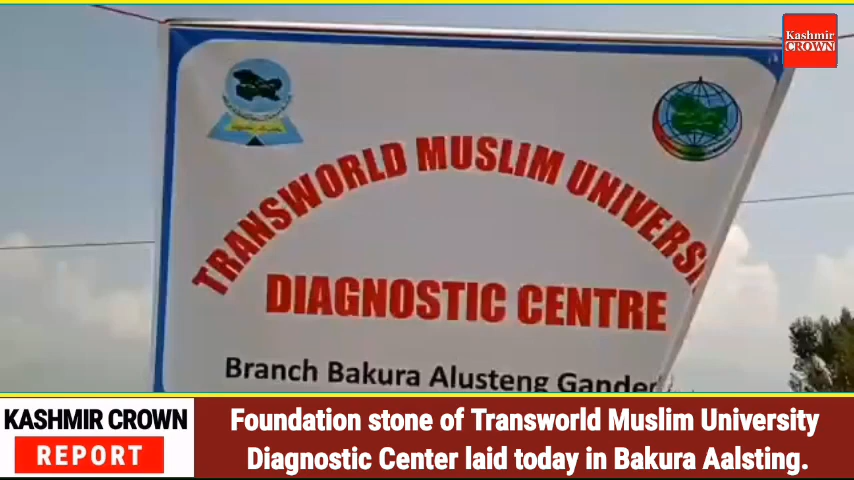 Kashmir
CROWN
TRANSWORLD MUSLIM UNIVERSI
DIAGNOSTIC CENTRE
Branch Bakura Alusteng Gander
KASHMIR CROWN
REPORT
Foundation stone of Transworld Muslim University
Diagnostic Center laid today in Bakura Aalsting.